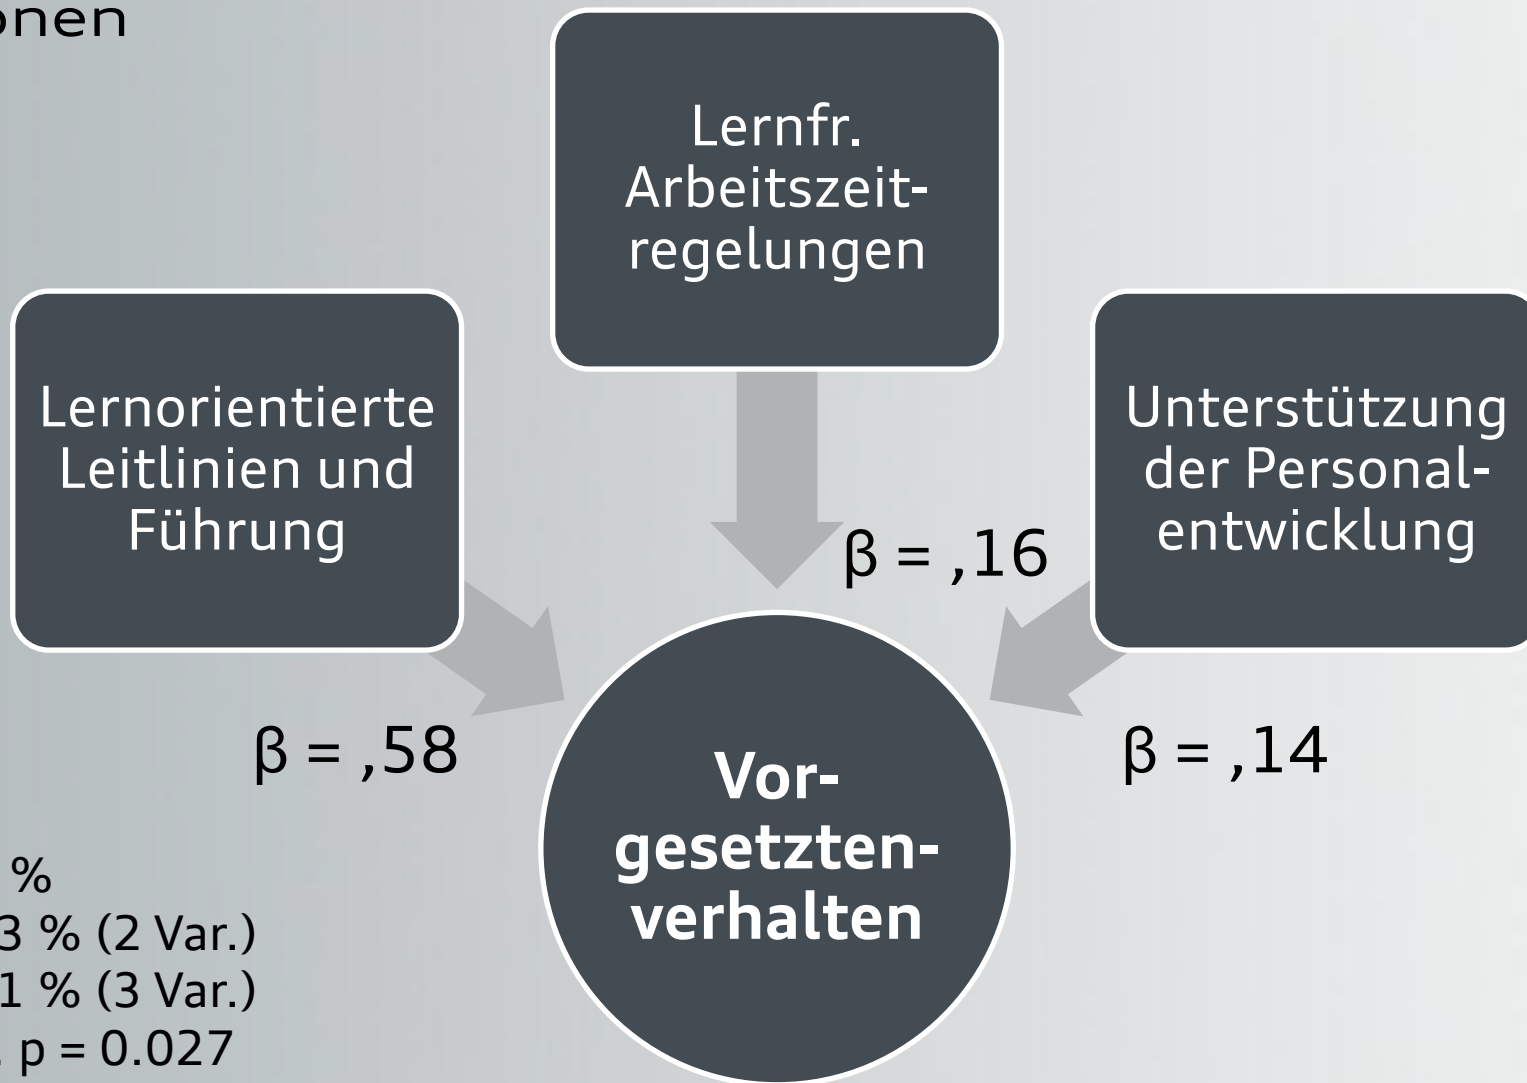 onen
Lernfr.
Arbeitszeit-
regelungen
Lernorientierte
Leitlinien und
Führung
Unterstützung
der Personal-
entwicklung
β = ,16
β = ,58
β = ,14
Vor-
gesetzten-
verhalten
%
3 % (2 Var.)
1 % (3 Var.)
. p = 0.027